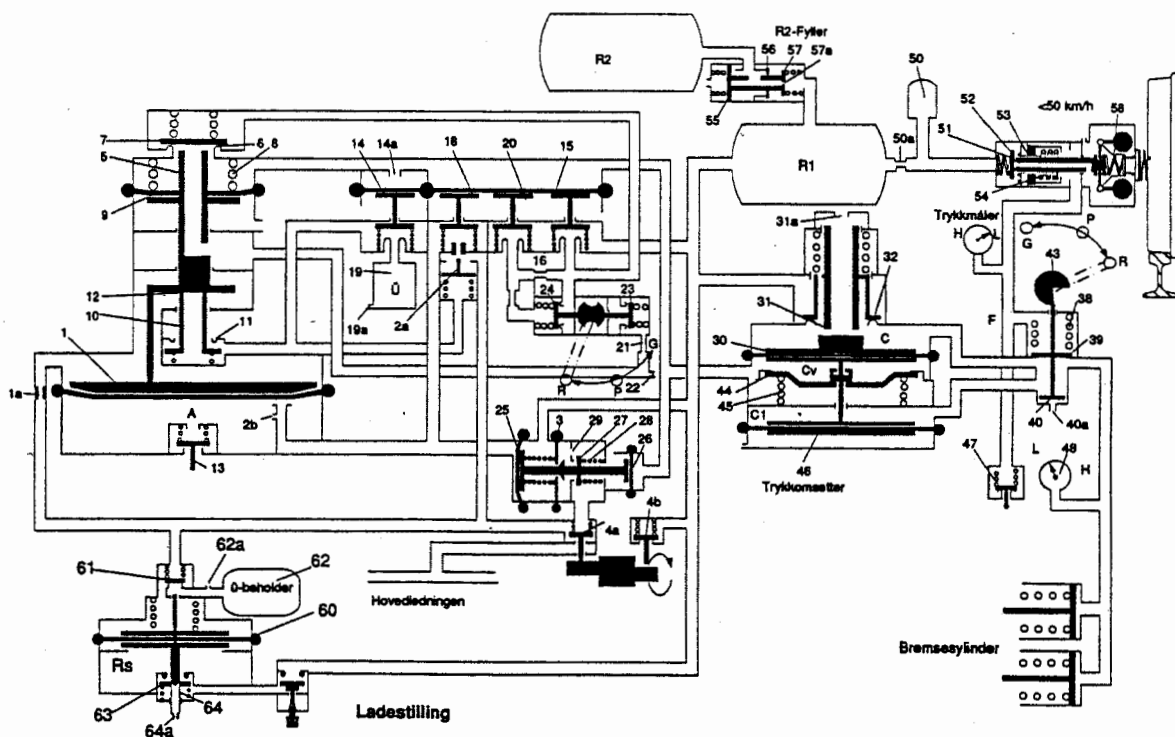 R2
R2-Fyller
56
57
57a
55
50
<50 km/h
52
53
58
51
54
50a
R1
7
5
6
8
9
14
14a
18
20
15
31a
Trykkmåler
H
L
G
P
R
43
12
10
11
19
Ü
19a
2a
16
24
23
21
G
22
R
P
31
32
30
C
Cv
44
45
C1
F
38
39
40
40a
1
1a
A
2b
13
25
3
29
27
28
26
46
Trykkomsetter
47
L
48
H
4a
4b
Hovedledningen
61
62a
62
ü-beholder
60
Rs
63
64
64a
Ladestilling
Bremsesylinder